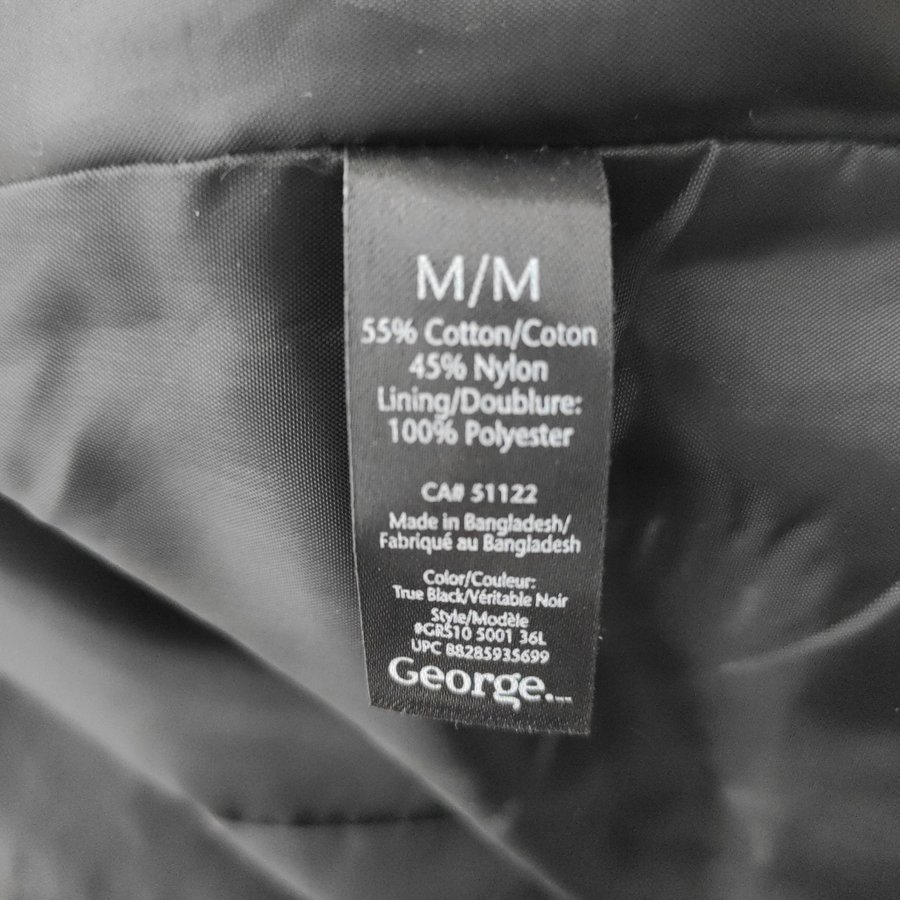 M/M
55% Cotton/Coton
45% Nylon
Lining/Doublure:
100% Polyester
CA# 51122
Made in Bangladesh/
Fabriqué au Bangladesh
Color/Couleur:
True Black/Véritable Noir
Style/Modèle
#GRS10 5001 36L
UPC 88285935699
George.